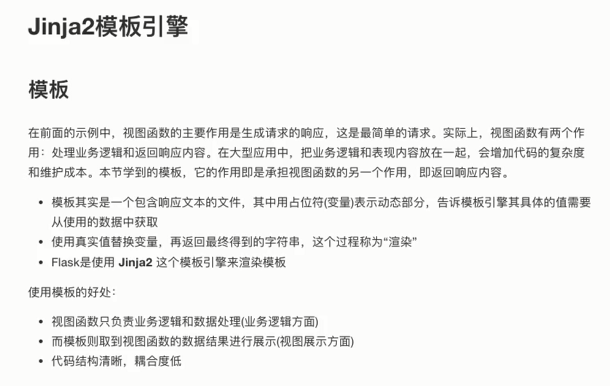 Jinja2模板引擎
模板
在前面的示例中，视图函数的主要作用是生成请求的响应，这是最简单的请求。实际上，视图函数有两个作
用：处理业务逻辑和返回响应内容。在大型应用中，把业务逻辑和表现内容放在一起，会增加代码的复杂度
和维护成本。本节学到的模板，它的作用即是承担视图函数的另一个作用，即返回响应内容。
• 模板其实是一个包含响应文本的文件，其中用占位符(变量)表示动态部分，告诉模板引擎其具体的值需要
从使用的数据中获取
• 使用真实值替换变量，再返回最终得到的字符串，这个过程称为“渲染”
• Flask是使用 Jinja2 这个模板引擎来渲染模板
使用模板的好处：
• 视图函数只负责业务逻辑和数据处理(业务逻辑方面)
• 而模板则取到视图函数的数据结果进行展示(视图展示方面)
• 代码结构清晰，耦合度低